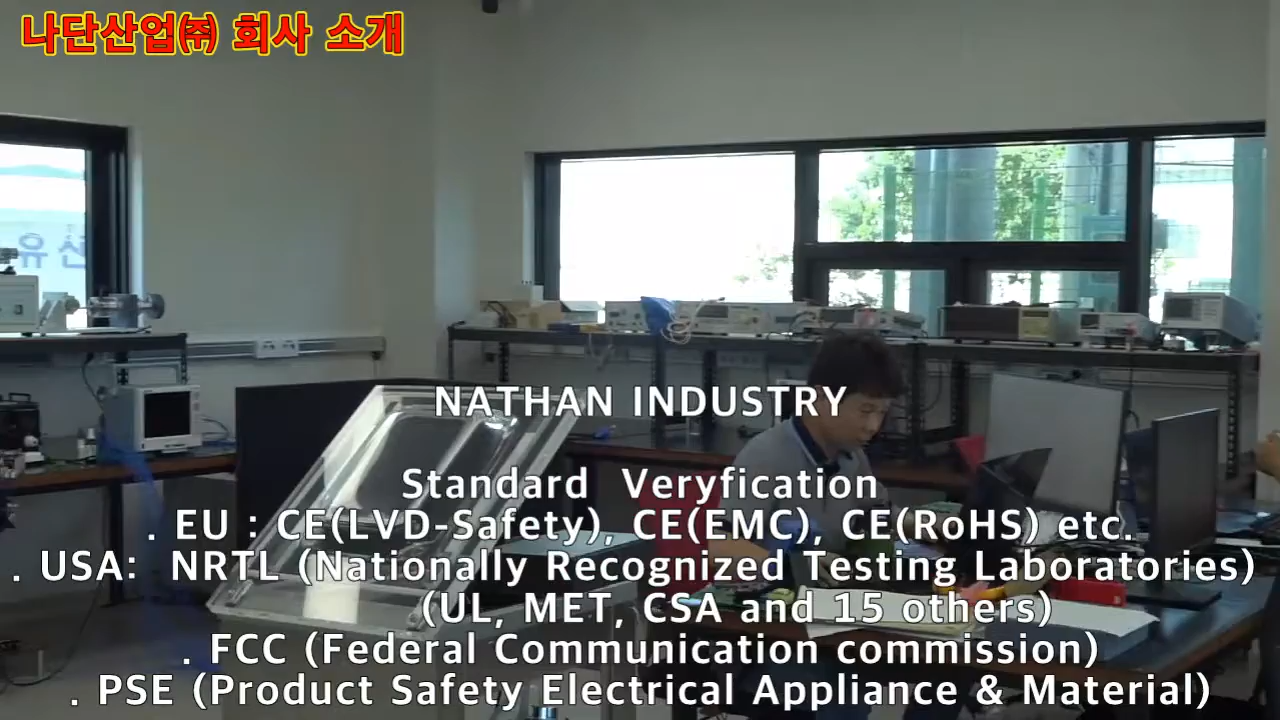 나단산업㈜ 회사 소개
NATHAN INDUSTRY
Standard Veryfication
. EU : CE(LVD-Safety), CE(EMC), CE(RoHS) etc.
. USA: NRTL (Nationally Recognized Testing Laboratories)
(UL, MET, CSA and 15 others)
. FCC (Federal Communication commission)
. PSE (Product Safety Electrical Appliance & Material)